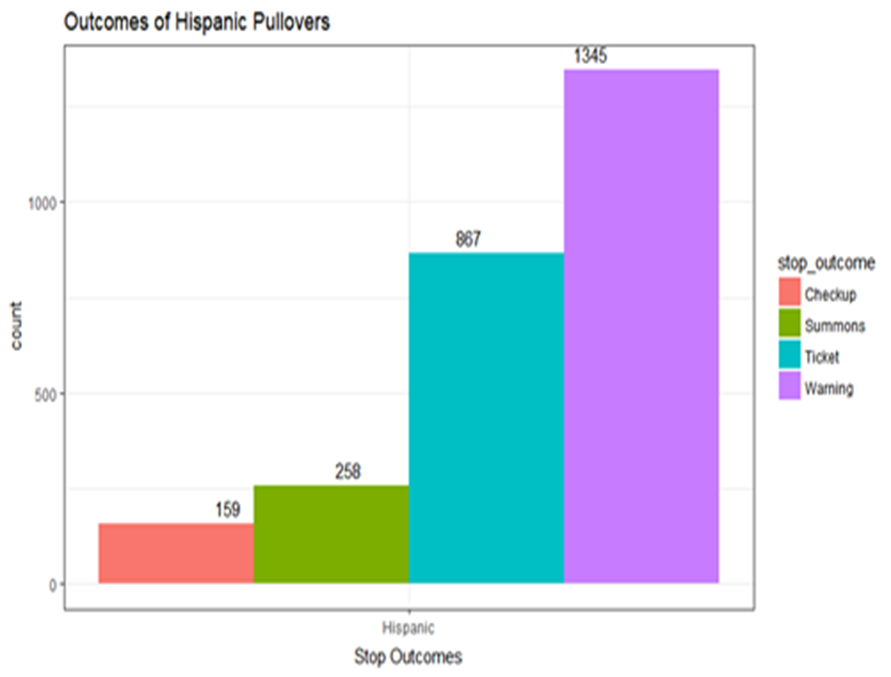 Outcomes of Hispanic Pullovers
1345
1000
867
stop_outcome
Checkup
Summons
Ticket
Warning
count
500
258
159
0
Hispanic
Stop Outcomes